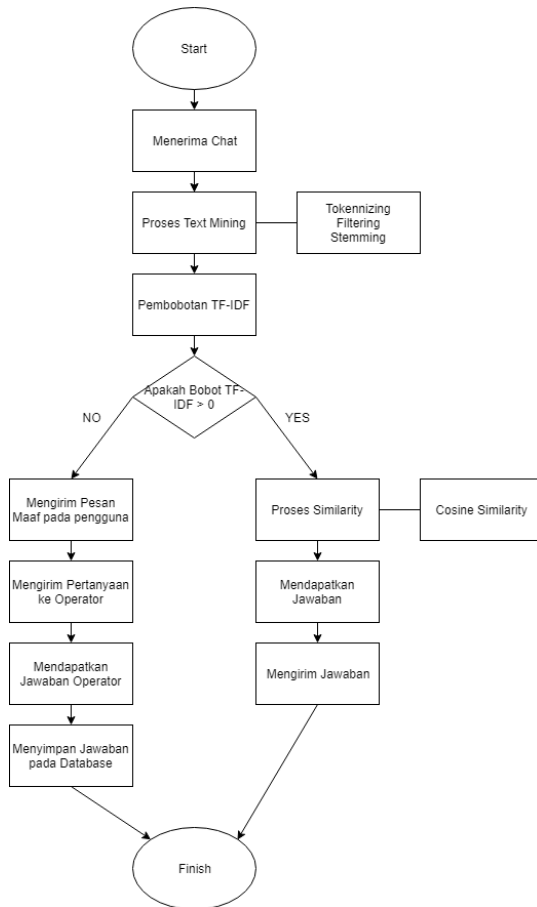 Start
Menerima Chat
Proses Text Mining
Tokennizing
Filtering
Stemming
Pembobotan TF-IDF
Apakah Bobot TF-
IDF > 0
NO
YES
Mengirim Pesan
Maaf pada pengguna
Proses Similarity
Cosine Similarity
Mengirim Pertanyaan
ke Operator
Mendapatkan
Jawaban
Mendapatkan
Jawaban Operator
Mengirim Jawaban
Menyimpan Jawaban
pada Database
Finish